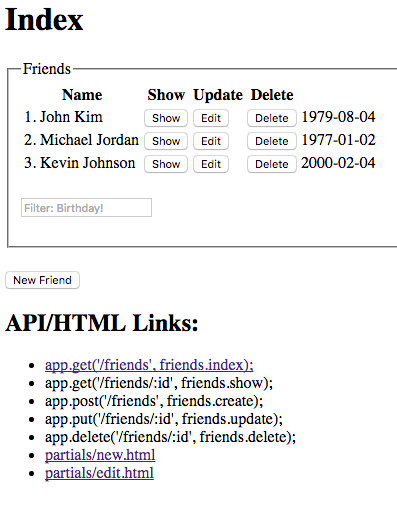 Index
Friends
Name Show Update Delete
1. John Kim Show Edit Delete 1979-08-04
2. Michael Jordan Show Edit Delete 1977-01-02
3. Kevin Johnson Show Edit Delete 2000-02-04
Filter: Birthday!
New Friend
API/HTML Links:
• app.get('/friends', friends.index);
• app.get('/friends/:id', friends.show);
• app.post('/friends', friends.create);
• app.put('/friends/:id', friends.update);
• app.delete('/friends/:id', friends.delete);
• partials/new.html
• partials/edit.html